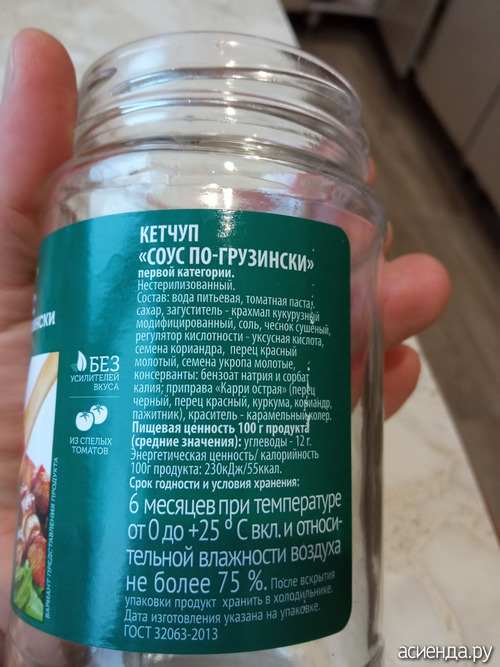 КЕТЧУП
«СОУС ПО-ГРУЗИНСКИ»
первой категории.
Нестерилизованный.
Состав: вода питьевая, томатная паста,
сахар, загуститель - крахмал кукурузный
модифицированный, соль, чеснок сушеный,
регулятор кислотности - уксусная кислота,
семена кориандра, перец красный
молотый, семена укропа молотые,
консерванты: бензоат натрия и сорбат
калия; приправа «Карри острая» (перец
черный, перец красный, куркума, кориандр,
пажитник), краситель - карамельный колер.
Пищевая ценность 100 г продукта
(средние значения): углеводы - 12 г.
Энергетическая ценность/ калорийность
100г продукта: 230кДж/55ккал.
Срок годности и условия хранения:
6 месяцев при температуре
от 0 до +25 °С вкл. и относи-
тельной влажности воздуха
не более 75 %. После вскрытия
упаковки продукт хранить в холодильнике.
Дата изготовления указана на упаковке.
ГОСТ 32063-2013
НСКИ
БЕЗ
УСИЛИТЕЛЕЙ
ВКУСА
ИЗ СПЕЛЫХ
ТОМАТОВ
ВАРИАНТ ПРЕДСТАВЛЕНИЯ ПРОДУКТА
асиенда.ру